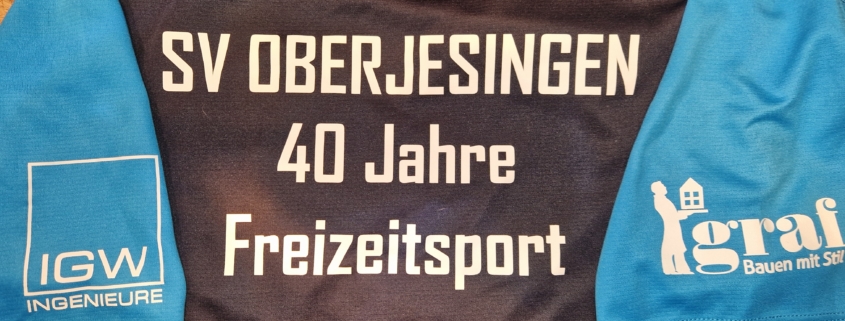 SV OBERJESINGEN
40 Jahre
Freizeitsport
IGW
INGENIEURE
graf
Bauen mit Stil